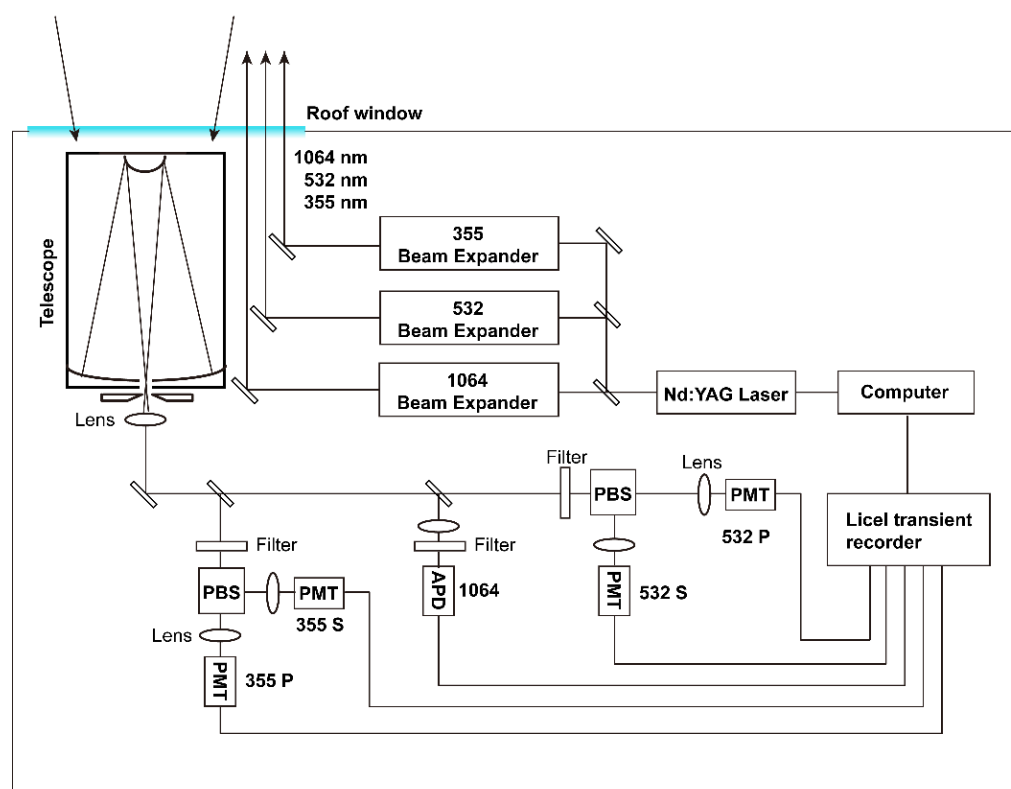 Roof window
1064 nm
532 nm
355 nm
Telescope
355
Beam Expander
532
Beam Expander
1064
Beam Expander
Nd:YAG Laser
Computer
Lens
Filter
PBS
Lens
PMT
532 P
Licel transient
recorder
Filter
Filter
PBS
PMT
355 S
APD
1064
PMT
532 S
Lens
PMT
355 P